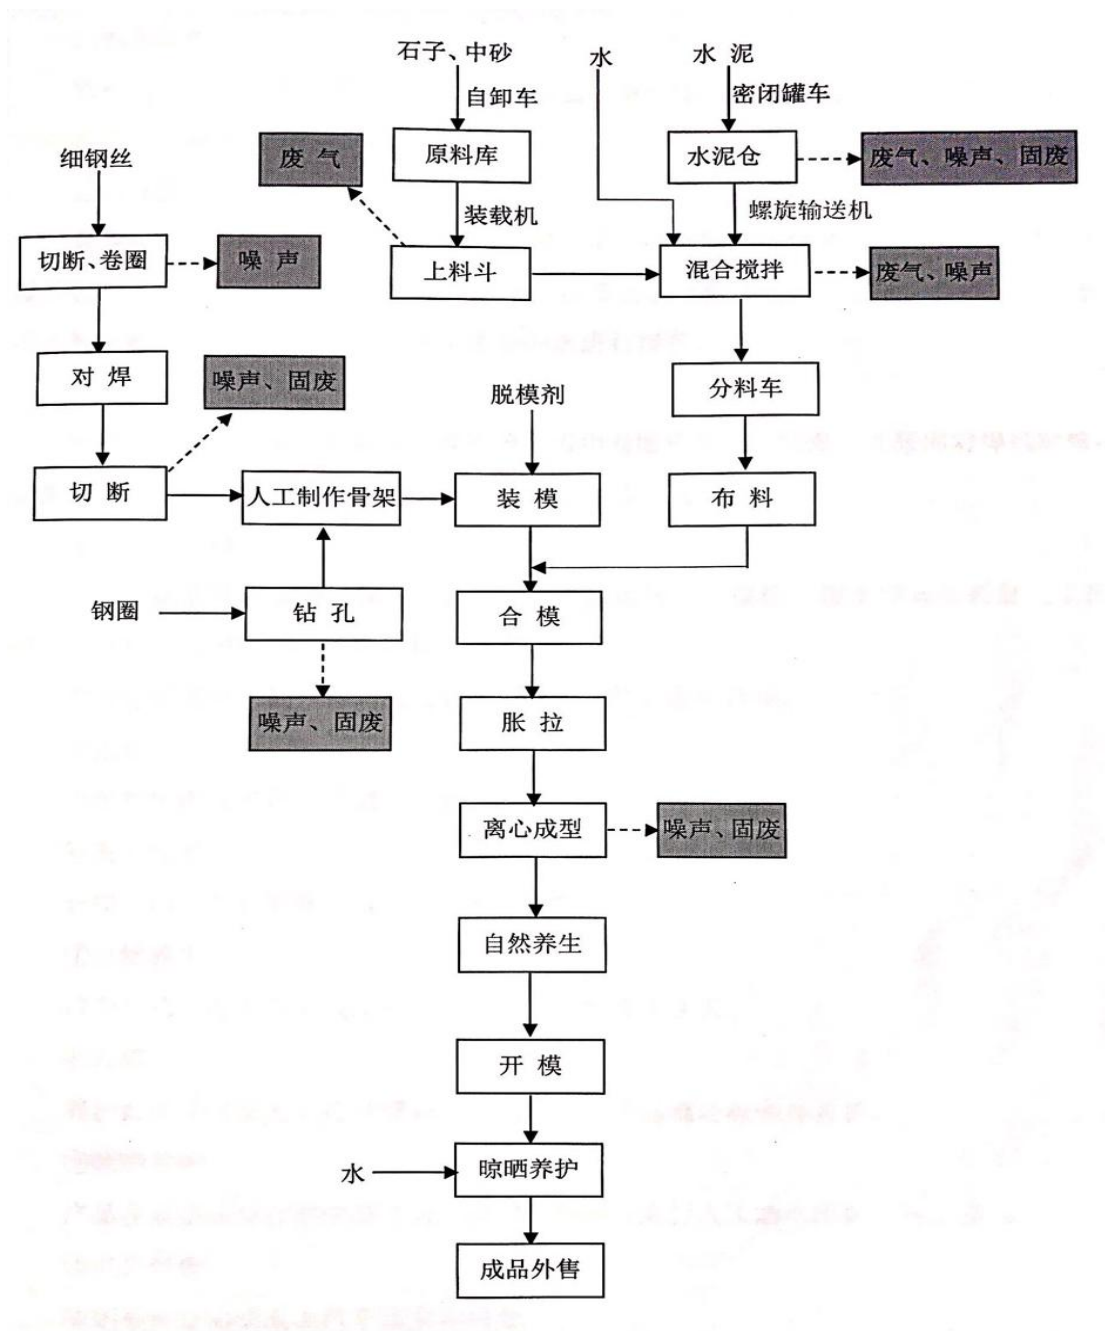 石子、中砂
水
水 泥
自卸车
密闭罐车
细钢丝
废 气
原料库
水泥仓
废气、噪声、固废
装载机
螺旋输送机
切断、卷圈
噪 声
上料斗
混合搅拌
废气、噪声
对 焊
噪声、固废
脱模剂
分料车
切 断
人工制作骨架
装 模
布 料
钢圈
钻 孔
合 模
噪声、固废
胀 拉
离心成型
噪声、固废
自然养生
开 模
水
晾晒养护
成品外售